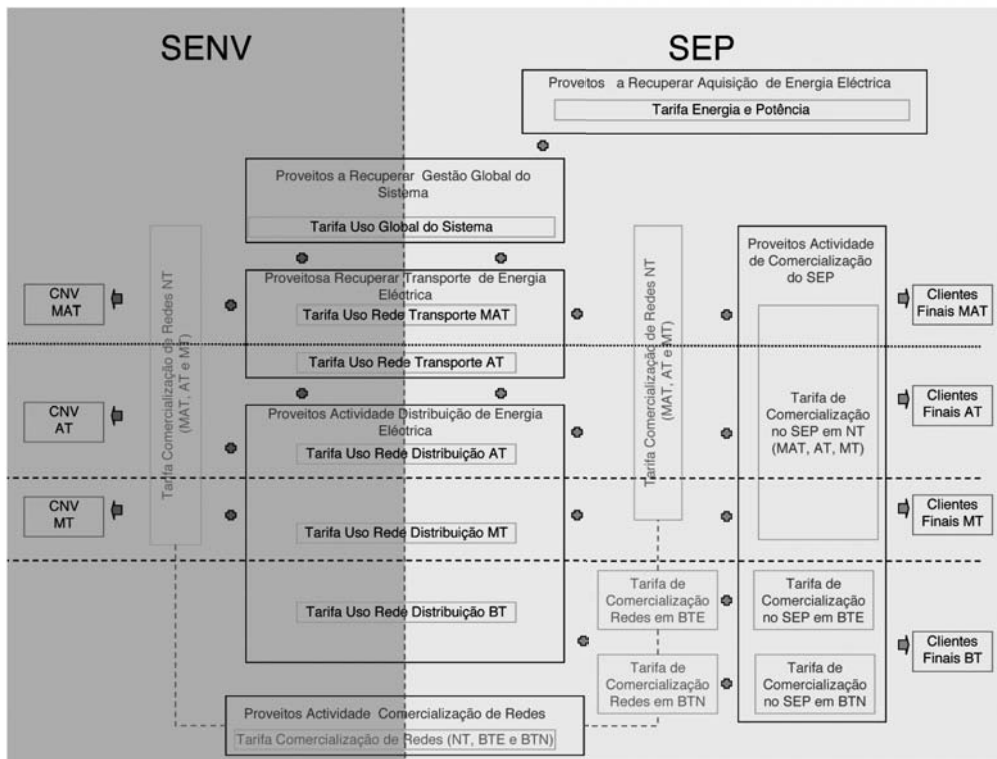 SENV
SEP
Proveitos a Recuperar Aquisição de Energia Eléctrica
Tarifa Energia e Potência
Proveitos a Recuperar Gestão Global do
Sistema
Tarifa Uso Global do Sistema
Proveitosa Recuperar Transporte de Energia
Eléctrica
Tarifa Uso Rede Transporte MAT
Tarifa Uso Rede Transporte AT
Proveitos Actividade Distribuição de Energia
Eléctrica
Tarifa Uso Rede Distribuição AT
Tarifa Uso Rede Distribuição MT
Tarifa Uso Rede Distribuição BT
CNV
MAT
CNV
AT
CNV
MT
Tarifa Comercialização de Redes NT
(MAT, AT e MT)
Tarifa Comercialização de Redes NT
(MAT, AT e MT)
Proveitos Actividade
de Comercialização
do SEP
Tarifa de
Comercialização
no SEP em NT
(MAT, AT, MT)
Clientes
Finais MAT
Clientes
Finais AT
Clientes
Finais MT
Tarifa de
Comercialização
Redes em BTE
Tarifa de
Comercialização
no SEP em BTE
Clientes
Finais BT
Tarifa de
Comercialização
Redes em BTN
Tarifa de
Comercialização
no SEP em BTN
Proveitos Actividade Comercialização de Redes
Tarifa Comercialização de Redes (NT, BTE e BTN)